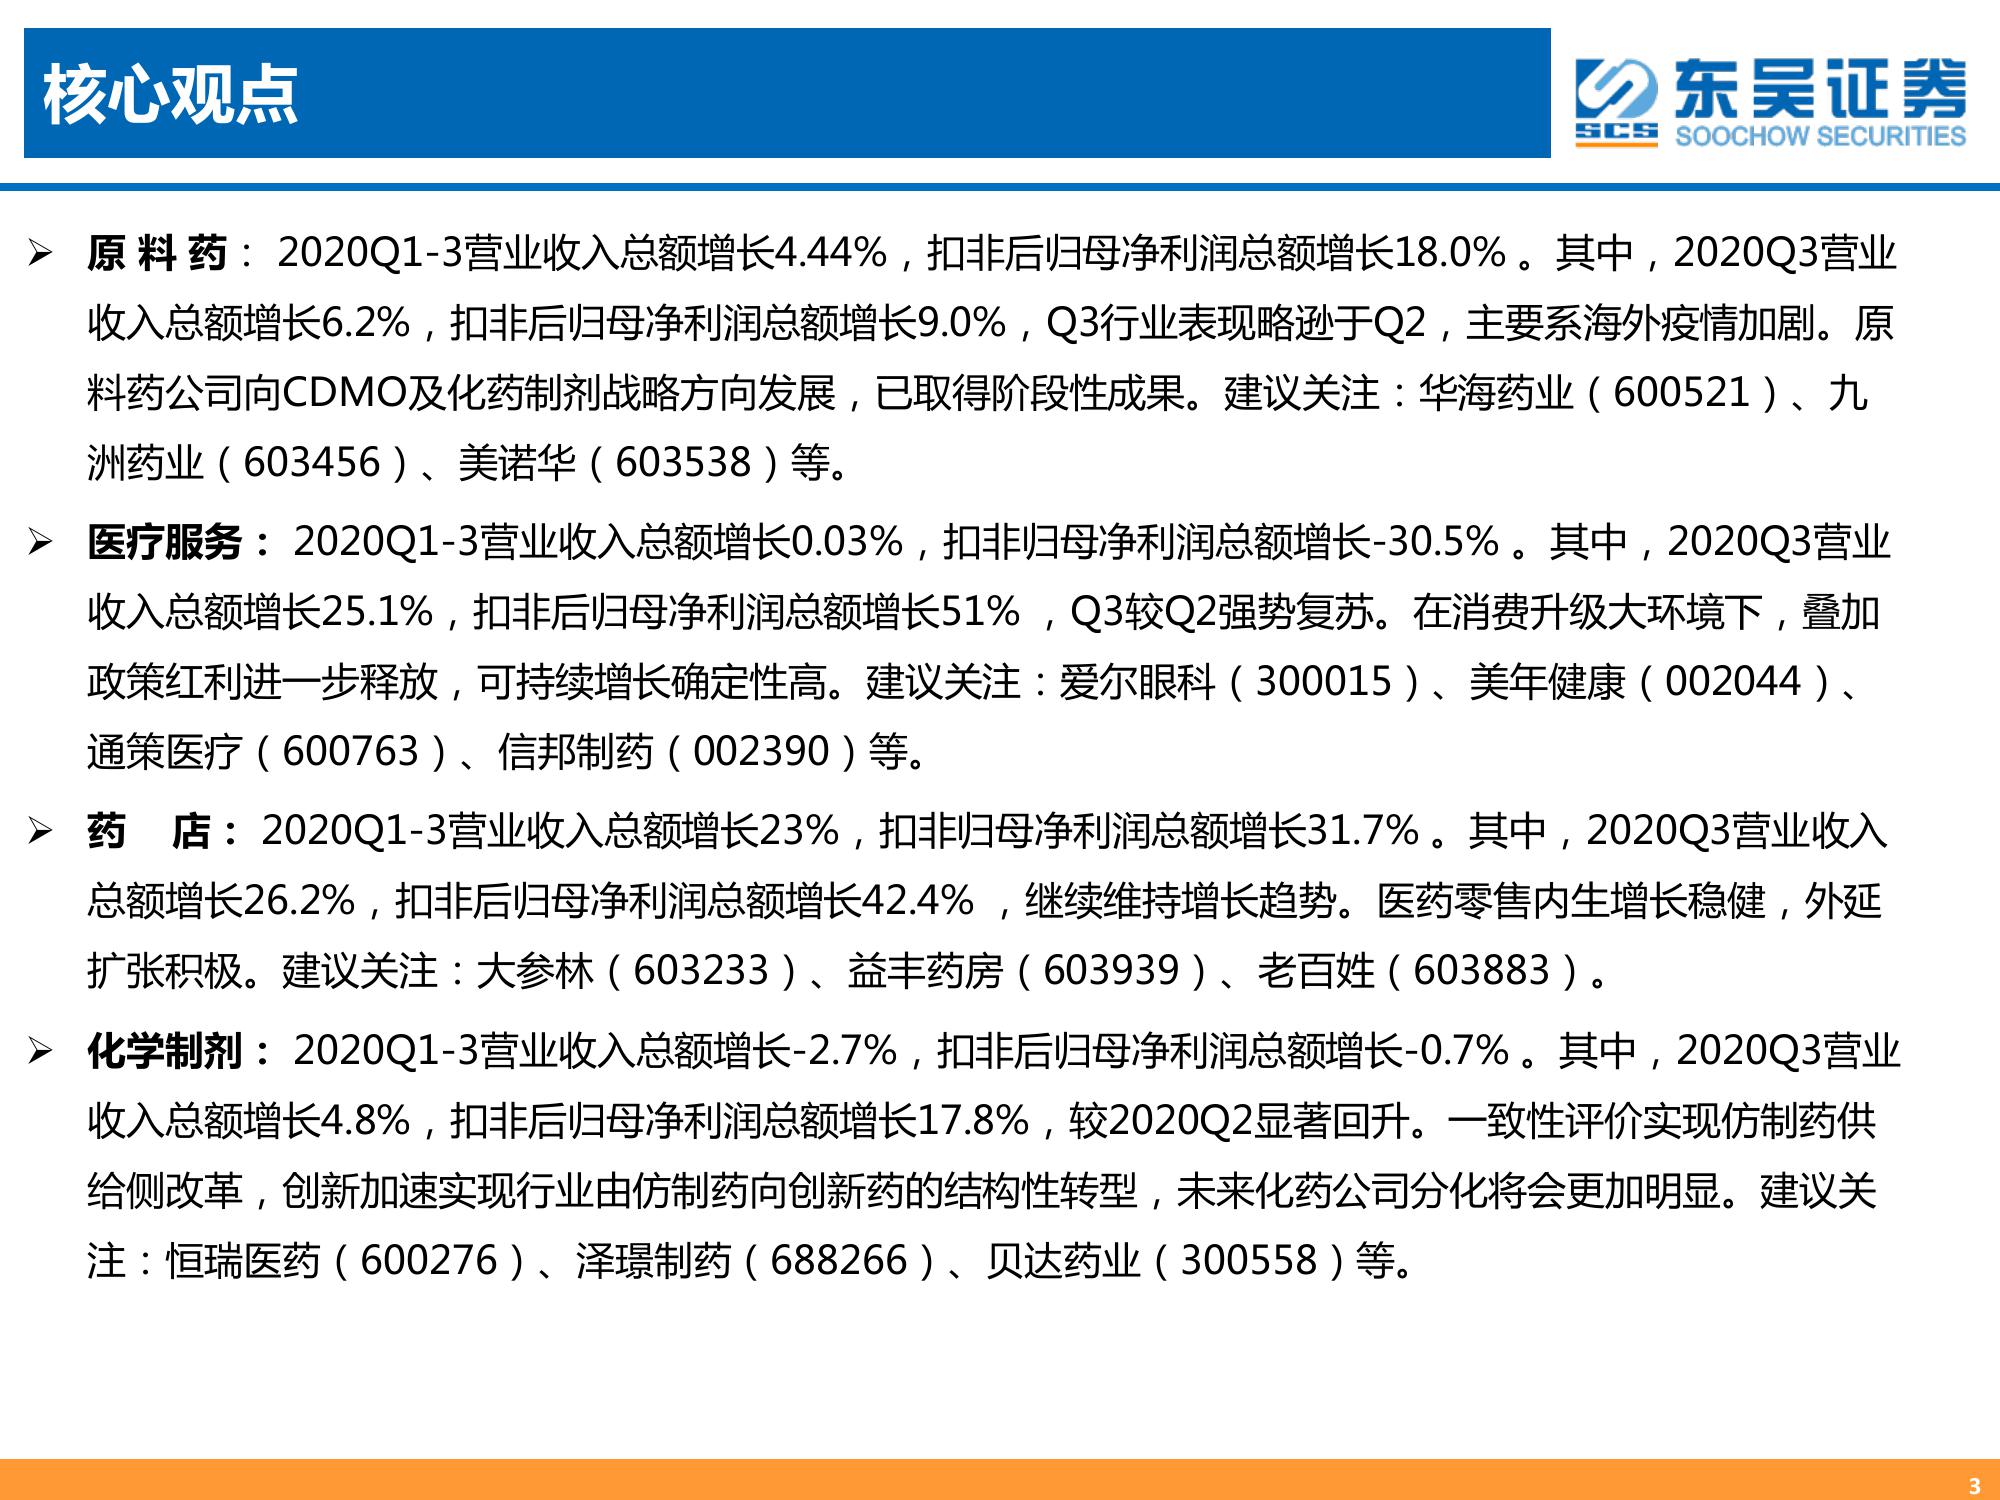 核心观点
东吴证券
SCS
SOOCHOW SECURITIES
➢ 原 料 药： 2020Q1-3营业收入总额增长4.44%，扣非后归母净利润总额增长18.0% 。其中，2020Q3营业
收入总额增长6.2%，扣非后归母净利润总额增长9.0%，Q3行业表现略逊于Q2，主要系海外疫情加剧。原
料药公司向CDMO及化药制剂战略方向发展，已取得阶段性成果。建议关注：华海药业（600521）、九
洲药业（603456）、美诺华（603538）等。
➢ 医疗服务： 2020Q1-3营业收入总额增长0.03%，扣非归母净利润总额增长-30.5% 。其中，2020Q3营业
收入总额增长25.1%，扣非后归母净利润总额增长51% ，Q3较Q2强势复苏。在消费升级大环境下，叠加
政策红利进一步释放，可持续增长确定性高。建议关注：爱尔眼科（300015）、美年健康（002044）、
通策医疗（600763）、信邦制药（002390）等。
➢ 药 店： 2020Q1-3营业收入总额增长23%，扣非归母净利润总额增长31.7% 。其中，2020Q3营业收入
总额增长26.2%，扣非后归母净利润总额增长42.4% ，继续维持增长趋势。医药零售内生增长稳健，外延
扩张积极。建议关注：大参林（603233）、益丰药房（603939）、老百姓（603883）。
➢ 化学制剂： 2020Q1-3营业收入总额增长-2.7%，扣非后归母净利润总额增长-0.7% 。其中，2020Q3营业
收入总额增长4.8%，扣非后归母净利润总额增长17.8%，较2020Q2显著回升。一致性评价实现仿制药供
给侧改革，创新加速实现行业由仿制药向创新药的结构性转型，未来化药公司分化将会更加明显。建议关
注：恒瑞医药（600276）、泽璟制药（688266）、贝达药业（300558）等。
3